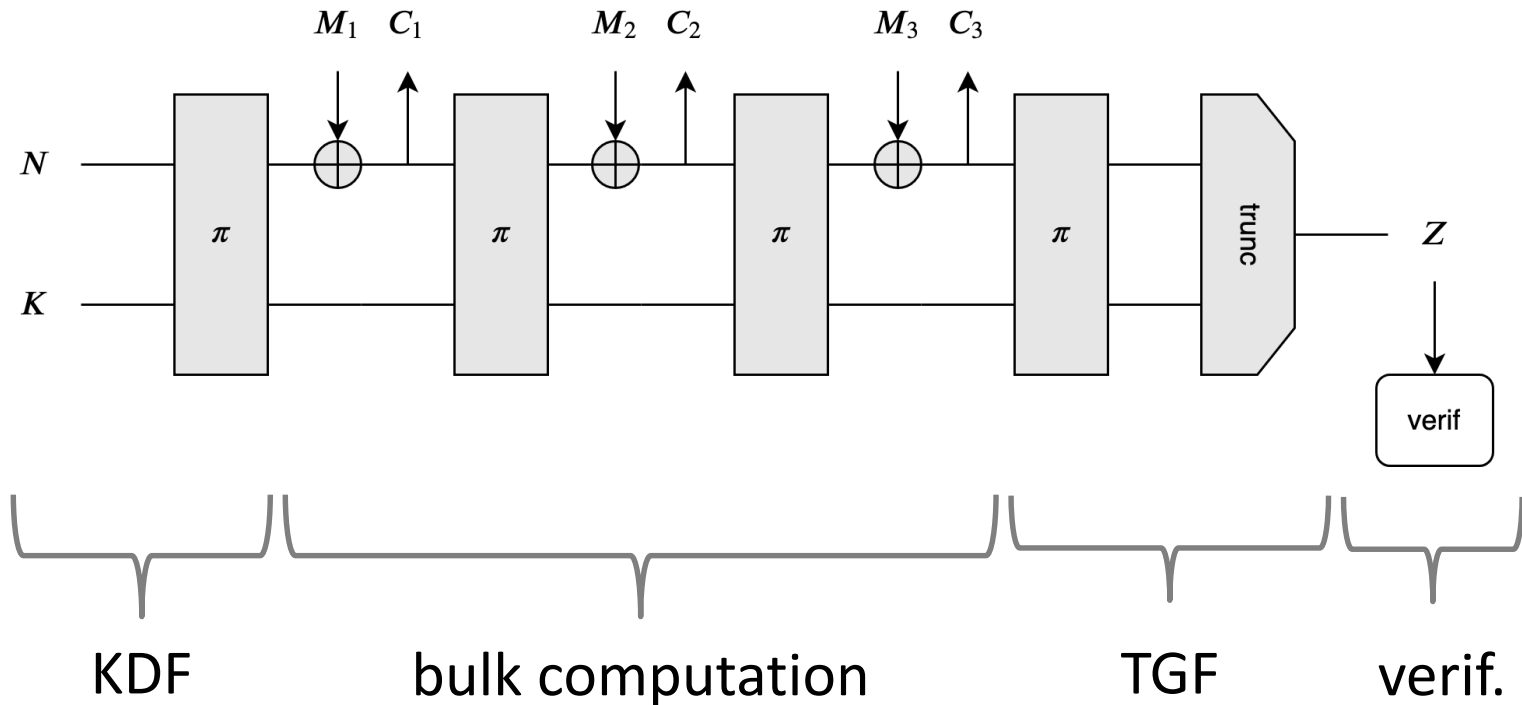 M₁ C₁ M₂ C₂ M₃ C₃
N
π π π π trunc Z
K
verif
KDF bulk computation TGF verif.